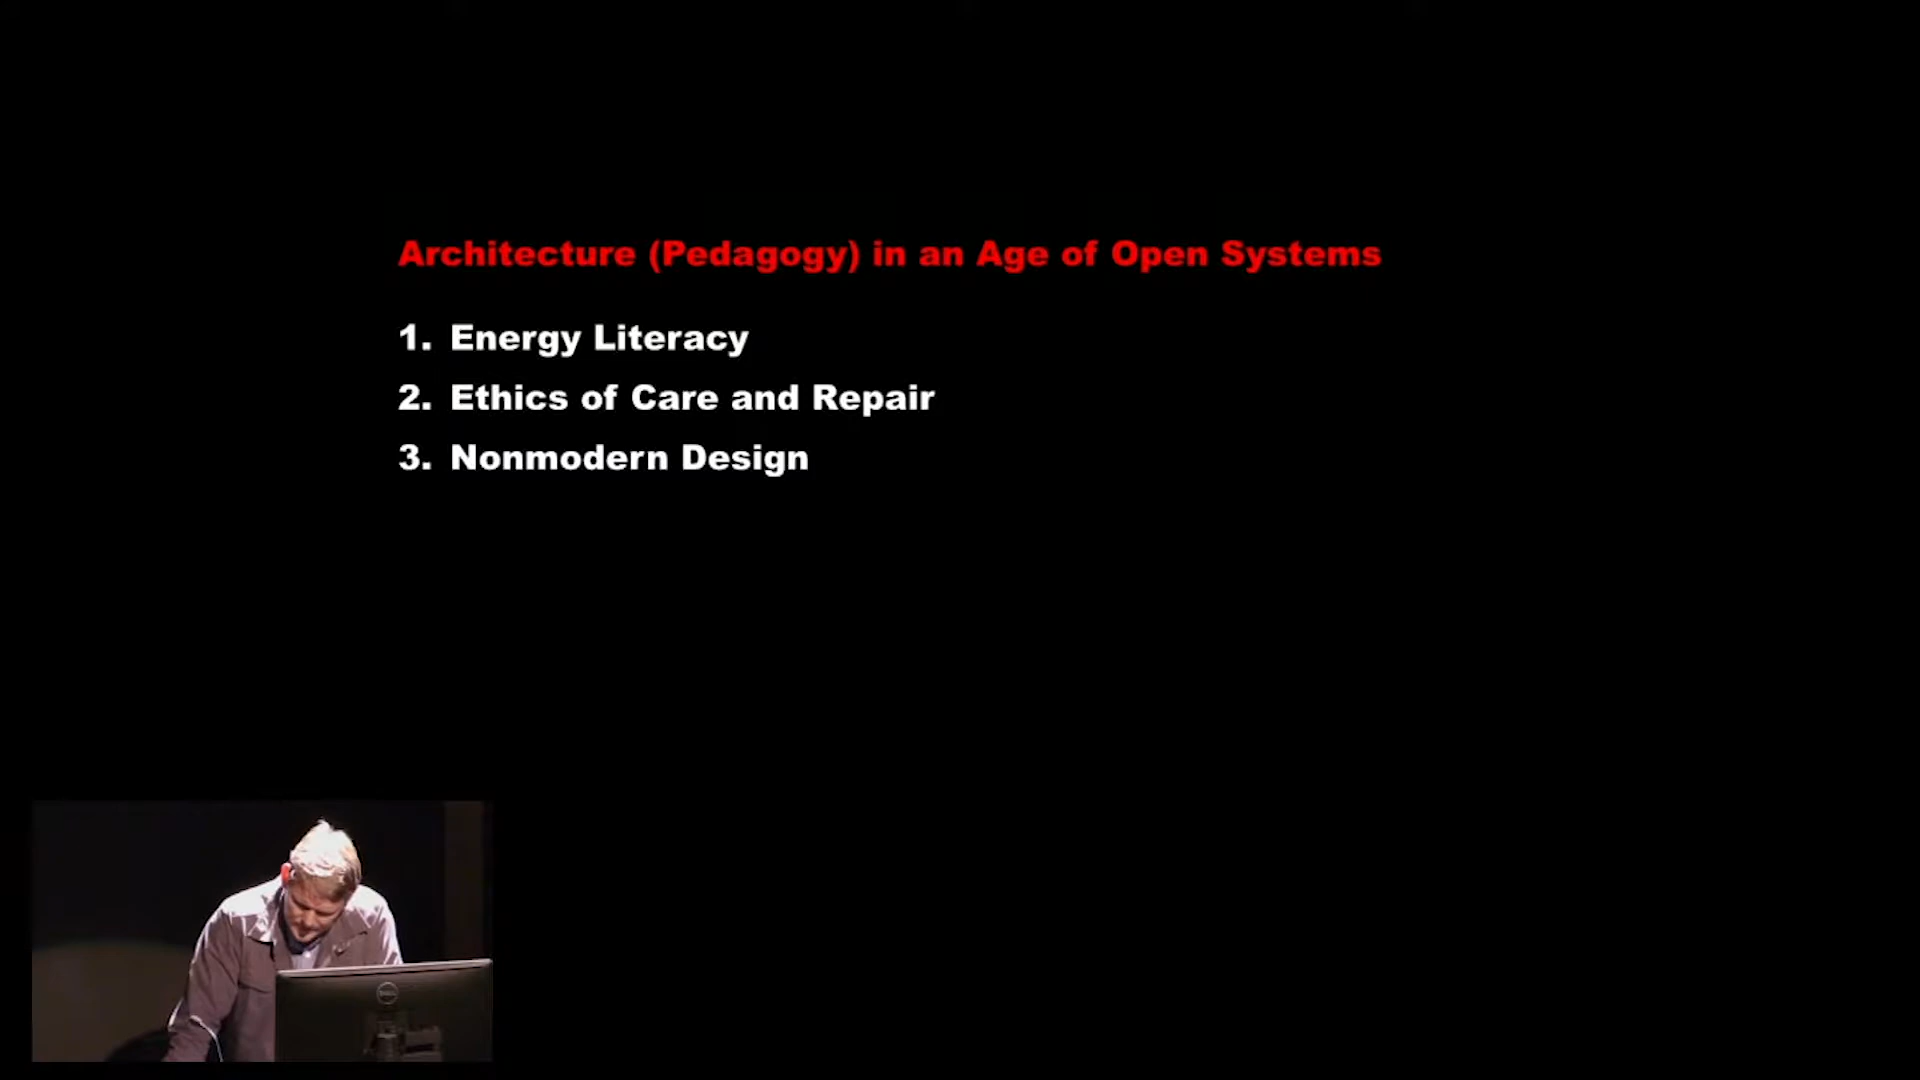 Architecture (Pedagogy) in an Age of Open Systems
1. Energy Literacy
2. Ethics of Care and Repair
3. Nonmodern Design
DELL